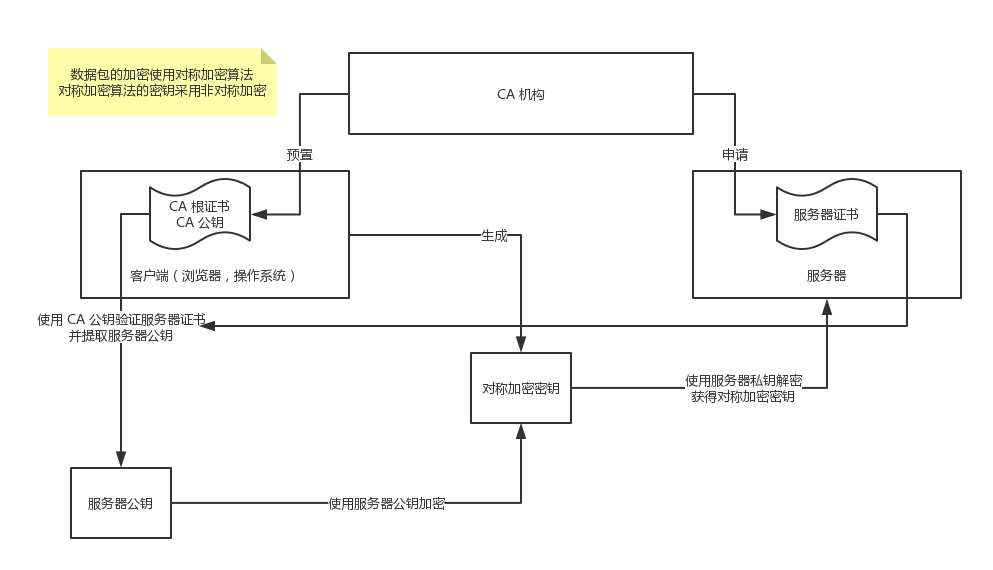 数据包的加密使用对称加密算法
对称加密算法的密钥采用非对称加密
CA 机构
预置
申请
CA 根证书
CA 公钥
服务器证书
客户端（浏览器，操作系统）
生成
服务器
使用 CA 公钥验证服务器证书
并提取服务器公钥
对称加密密钥
使用服务器私钥解密
获得对称加密密钥
服务器公钥
使用服务器公钥加密